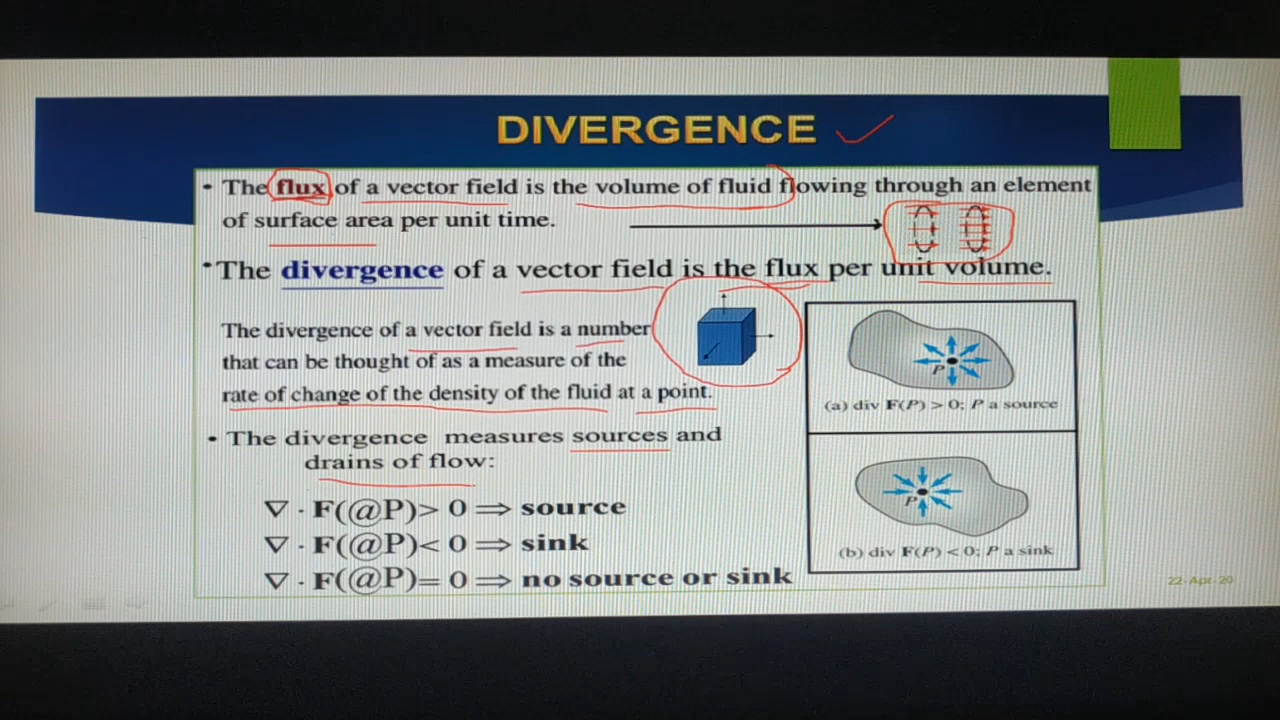 DIVERGENCE
• The flux of a vector field is the volume of fluid flowing through an element
of surface area per unit time.
• The divergence of a vector field is the flux per unit volume.
The divergence of a vector field is a number
that can be thought of as a measure of the
rate of change of the density of the fluid at a point.
• The divergence measures sources and
drains of flow:
∇ · F(@P)> 0 ⇒ source
∇ · F(@P)< 0 ⇒ sink
∇ · F(@P)= 0 ⇒ no source or sink
P
(a) div F(P) > 0; P a source
P
(b) div F(P) < 0; P a sink
22-Apr-20